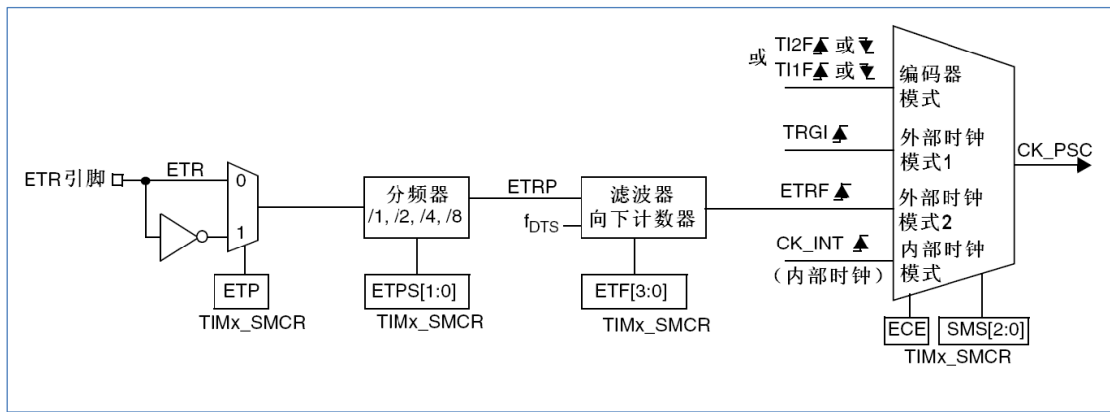 或
TI2F 或
TI1F 或
编码器
模式
TRGI
外部时钟
模式1
CK_PSC
ETR引脚
ETR
0
1
分频器
/1, /2, /4, /8
ETRP
fDTS
滤波器
向下计数器
ETRF
外部时钟
模式2
CK_INT
(内部时钟)
内部时钟
模式
ETP
TIMx_SMCR
ETPS[1:0]
TIMx_SMCR
ETF[3:0]
TIMx_SMCR
ECE
SMS[2:0]
TIMx_SMCR